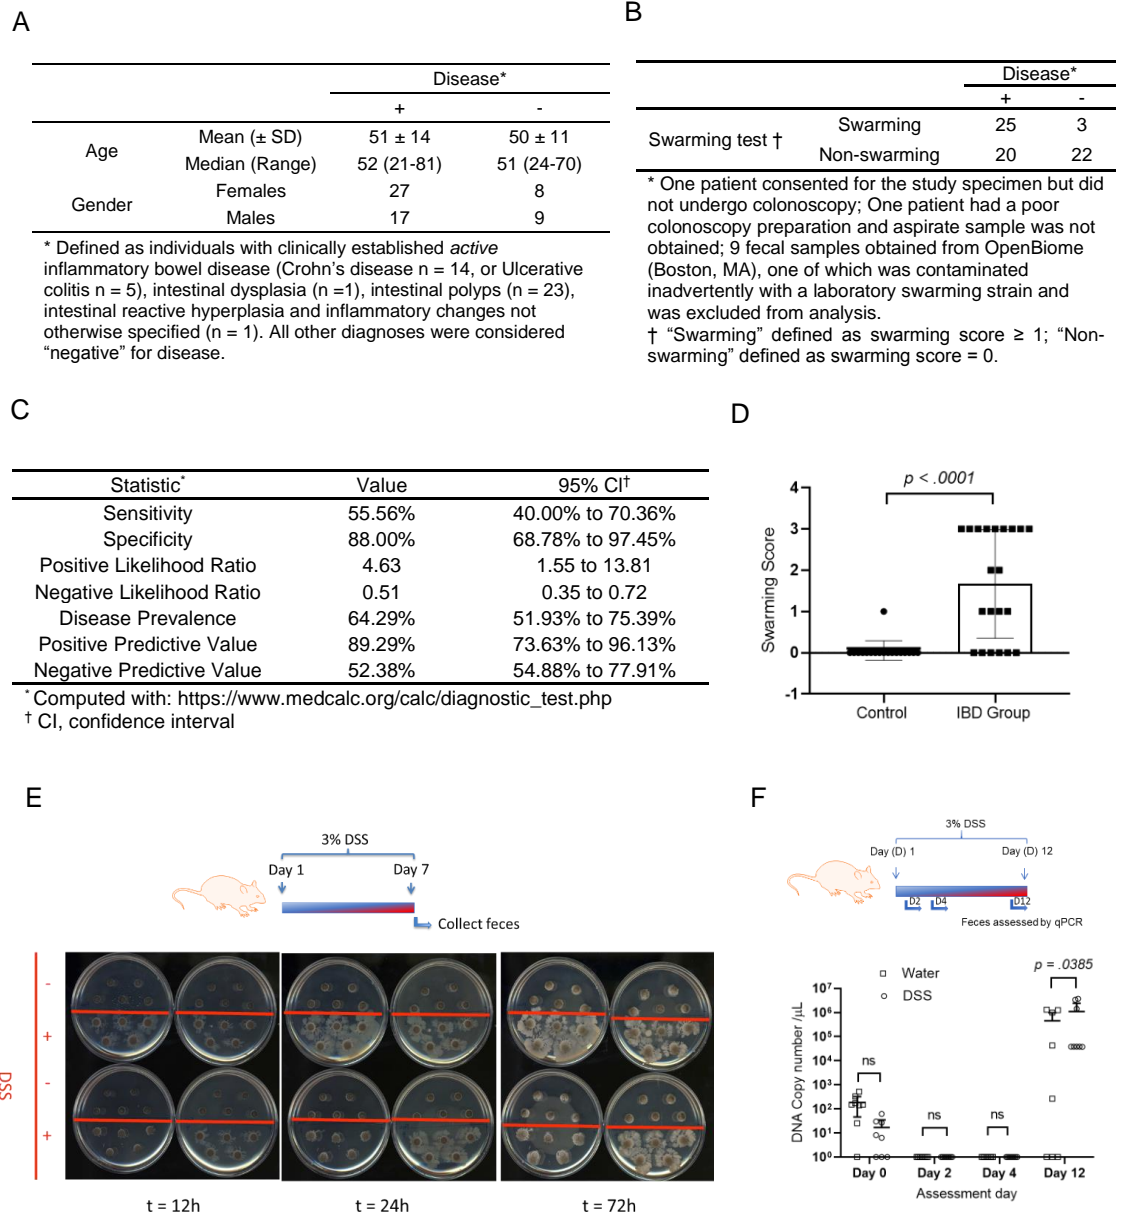 A
Disease*
+ -
Age
Mean (± SD) 51 ± 14 50 ± 11
Median (Range) 52 (21-81) 51 (24-70)
Gender
Females 27 8
Males 17 9
* Defined as individuals with clinically established active
inflammatory bowel disease (Crohn’s disease n = 14, or Ulcerative
colitis n = 5), intestinal dysplasia (n =1), intestinal polyps (n = 23),
intestinal reactive hyperplasia and inflammatory changes not
otherwise specified (n = 1). All other diagnoses were considered
“negative” for disease.
B
Disease*
+ -
Swarming test †
Swarming 25 3
Non-swarming 20 22
* One patient consented for the study specimen but did
not undergo colonoscopy; One patient had a poor
colonoscopy preparation and aspirate sample was not
obtained; 9 fecal samples obtained from OpenBiome
(Boston, MA), one of which was contaminated
inadvertently with a laboratory swarming strain and
was excluded from analysis.
† “Swarming” defined as swarming score ≥ 1; “Non-
swarming” defined as swarming score = 0.
C
Statistic* Value 95% CI†
Sensitivity 55.56% 40.00% to 70.36%
Specificity 88.00% 68.78% to 97.45%
Positive Likelihood Ratio 4.63 1.55 to 13.81
Negative Likelihood Ratio 0.51 0.35 to 0.72
Disease Prevalence 64.29% 51.93% to 75.39%
Positive Predictive Value 89.29% 73.63% to 96.13%
Negative Predictive Value 52.38% 54.88% to 77.91%
* Computed with: https://www.medcalc.org/calc/diagnostic_test.php
† CI, confidence interval
D
p < .0001
4
3
2
1
0
-1
Swarming Score
Control IBD Group
E
3% DSS
Day 1 Day 7
Collect feces
-
+
-
+
DSS
t = 12h t = 24h t = 72h
F
3% DSS
Day (D) 1 Day (D) 12
D2 D4 D12
Feces assessed by qPCR
Water
DSS
p = .0385
ns
ns
ns
10⁷
10⁶
10⁵
10⁴
10³
10²
10¹
10⁰
DNA Copy number /µL
Day 0 Day 2 Day 4 Day 12
Assessment day